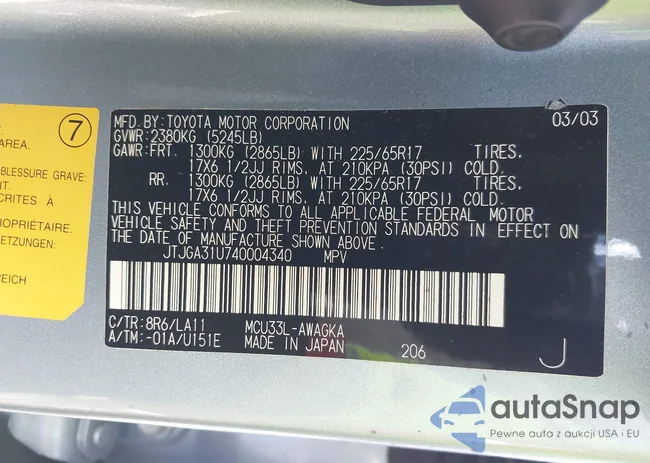 7
AREA.
BLESSURE GRAVE
CRITES À
PROPRIÉTAIRE.
ETZUNGEN:
REICH
MFD.BY:TOYOTA MOTOR CORPORATION 03/03
GVWR:2380KG (5245LB)
GAWR:FRT 1300KG (2865LB) WITH 225/65R17 TIRES.
17X6 1/2JJ RIMS, AT 210KPA (30PSI) COLD.
RR 1300KG (2865LB) WITH 225/65R17 TIRES.
17X6 1/2JJ RIMS, AT 210KPA (30PSI) COLD.
THIS VEHICLE CONFORMS TO ALL APPLICABLE FEDERAL MOTOR
VEHICLE SAFETY AND THEFT PREVENTION STANDARDS IN EFFECT ON
THE DATE OF MANUFACTURE SHOWN ABOVE.
JTJGA31U740004340 MPV
C/TR:8R6/LA11 MCU33L-AWAGKA
A/TM:-01A/U151E MADE IN JAPAN 206 J
autaSnap
Pewne auta z aukcji USA i EU